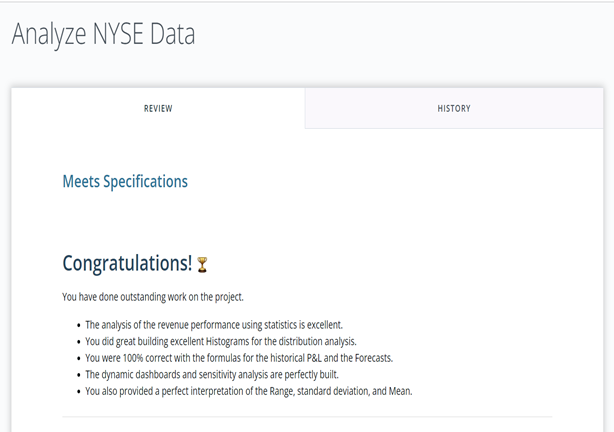 Analyze NYSE Data
REVIEW
HISTORY
Meets Specifications
Congratulations! 🏆
You have done outstanding work on the project.
• The analysis of the revenue performance using statistics is excellent.
• You did great building excellent Histograms for the distribution analysis.
• You were 100% correct with the formulas for the historical P&L and the Forecasts.
• The dynamic dashboards and sensitivity analysis are perfectly built.
• You also provided a perfect interpretation of the Range, standard deviation, and Mean.